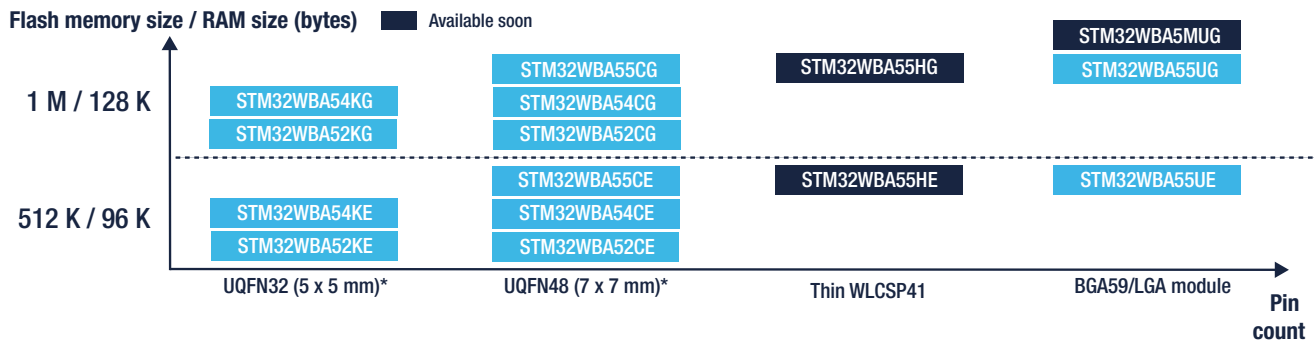 Flash memory size / RAM size (bytes)
Available soon
STM32WBA5MUG
STM32WBA55CG
STM32WBA55HG
STM32WBA55UG
1 M / 128 K
STM32WBA54KG
STM32WBA54CG
STM32WBA52KG
STM32WBA52CG
STM32WBA55CE
STM32WBA55HE
STM32WBA55UE
512 K / 96 K
STM32WBA54KE
STM32WBA54CE
STM32WBA52KE
STM32WBA52CE
UQFN32 (5 x 5 mm)*
UQFN48 (7 x 7 mm)*
Thin WLCSP41
BGA59/LGA module
Pin
count